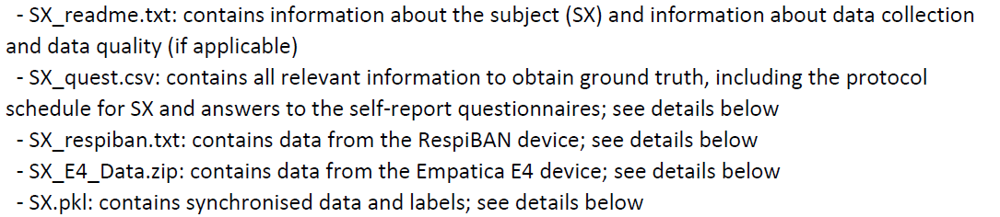 - SX_readme.txt: contains information about the subject (SX) and information about data collection
and data quality (if applicable)
- SX_quest.csv: contains all relevant information to obtain ground truth, including the protocol
schedule for SX and answers to the self-report questionnaires; see details below
- SX_respiban.txt: contains data from the RespiBAN device; see details below
- SX_E4_Data.zip: contains data from the Empatica E4 device; see details below
- SX.pkl: contains synchronised data and labels; see details below